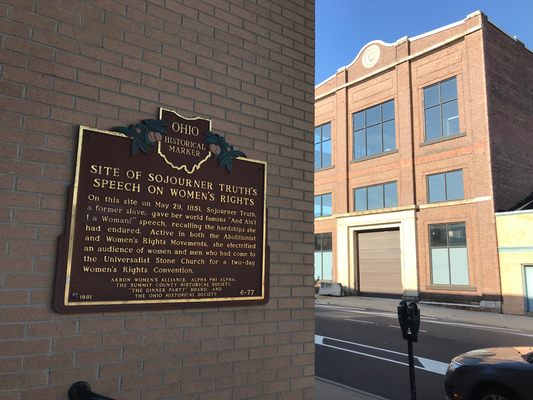 OHIO
HISTORICAL
MARKER
SITE OF SOJOURNER TRUTH'S
SPEECH ON WOMEN'S RIGHTS
On this site on May 29, 1851, Sojourner Truth,
a former slave, gave her world famous "And Ain't
I a Woman?" speech, recalling the hardships she
had endured. Active in both the Abolitionist
and Women's Rights Movements, she electrified
an audience of women and men who had come to
the Universalist Stone Church for a two-day
Women's Rights Convention.
AKRON WOMEN'S ALLIANCE, ALPHA PHI ALPHA,
THE SUMMIT COUNTY HISTORICAL SOCIETY,
"THE DINNER PARTY" BOARD, AND
THE OHIO HISTORICAL SOCIETY
1981
6-77